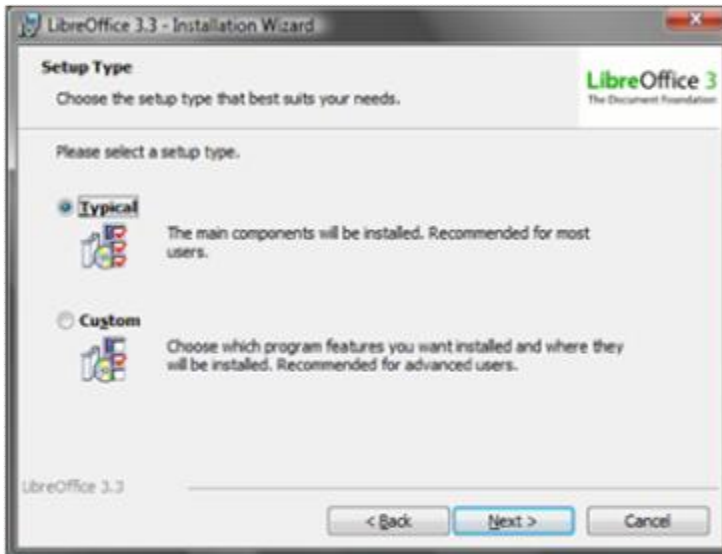 LibreOffice 3.3 - Installation Wizard
Setup Type
Choose the setup type that best suits your needs.
LibreOffice 3
The Document Foundation
Please select a setup type.
Typical
The main components will be installed. Recommended for most
users.
Custom
Choose which program features you want installed and where they
will be installed. Recommended for advanced users.
LibreOffice 3.3
< Back
Next >
Cancel